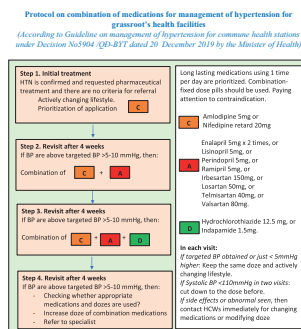 Protocol on combination of medications for management of hypertension for
grassroot's health facilities
(According to Guideline on management of hypertension for commune health stations
under Decision No5904 /QĐ-BYT dated 20 December 2019 by the Minister of Health)
Step 1. Initial treatment
HTN is confirmed and requested pharmaceutical
treatment and there are no criteria for referral
Actively changing lifestyle.
Prioritization of application C
Step 2. Revisit after 4 weeks
If BP are above targeted BP >5-10 mmHg, then:
Combination of C + A
Step 3. Revisit after 4 weeks
If BP are above targeted BP >5-10 mmHg, then:
Combination of C + A + D
Step 4. Revisit after 4 weeks
If BP are above targeted BP >5-10 mmHg, then:
- Checking whether appropriate
medications and doses are used?
- Increase doze of combination medications
- Refer to specialist
Long lasting medications using 1 time
per day are prioritized. Combination-
fixed dose pills should be used. Paying
attention to contraindication.
C Amlodipine 5mg or
Nifedipine retard 20mg
Enalapil 5mg x 2 times, or
Lisinopril 5mg, or
A Perindopril 5mg, or
Ramipril 5mg, or
Irbesartan 150mg, or
Losartan 50mg, or
Telmisartan 40mg, or
Valsartan 80mg.
D Hydrochlorothiazide 12.5 mg, or
Indapamide 1.5mg.
In each visit:
If targeted BP obtained or just < 5mmHg
higher: Keep the same doze and actively
changing lifestyle.
If Systolic BP <110mmHg in two visits:
cut down to the dose before.
If side effects or abnormal seen, then
contact HCWs immediately for changing
medications or modifying doze